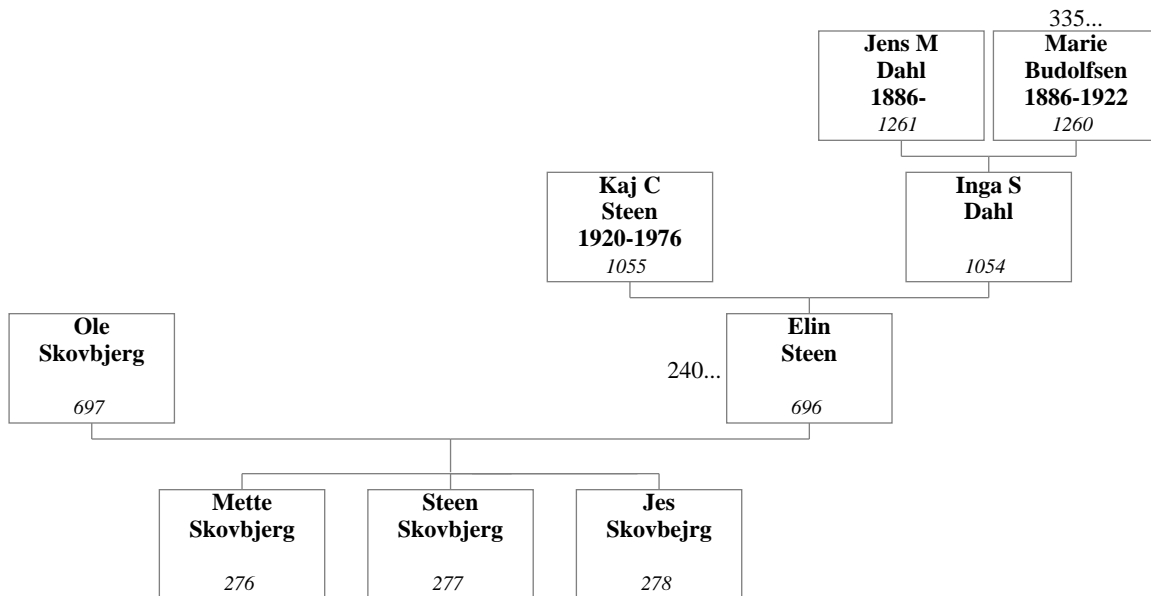 335...
Jens M
Dahl
1886-
1261
Marie
Budolfsen
1886-1922
1260
Kaj C
Steen
1920-1976
1055
Inga S
Dahl
1054
Ole
Skovbjerg
697
240...
Elin
Steen
696
Mette
Skovbjerg
276
Steen
Skovbjerg
277
Jes
Skovbejrg
278